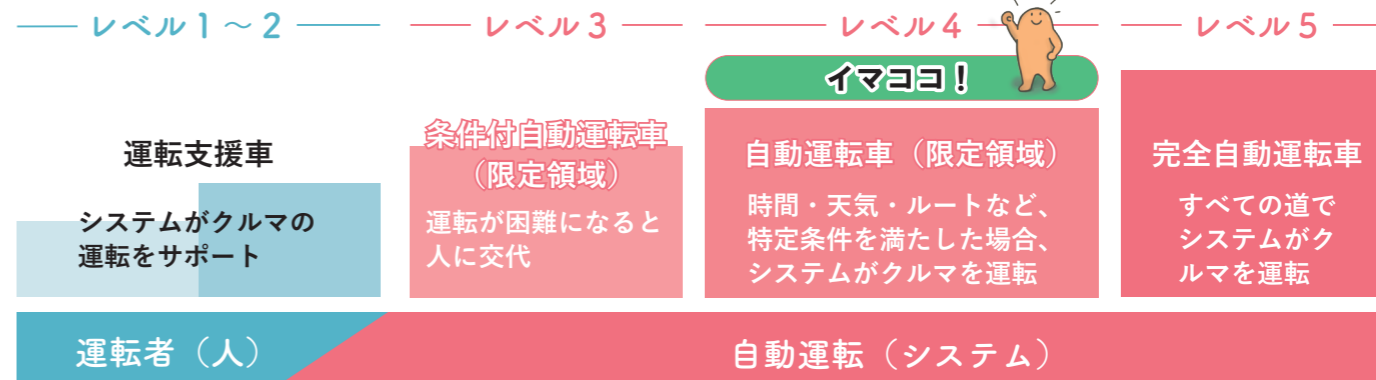 レベル1～2
レベル3
レベル4
レベル5
イマココ！
運転支援車
システムがクルマの
運転をサポート
条件付自動運転車
（限定領域）
運転が困難になると
人に交代
自動運転車（限定領域）
時間・天気・ルートなど、
特定条件を満たした場合、
システムがクルマを運転
完全自動運転車
すべての道で
システムがク
ルマを運転
運転者（人）
自動運転（システム）